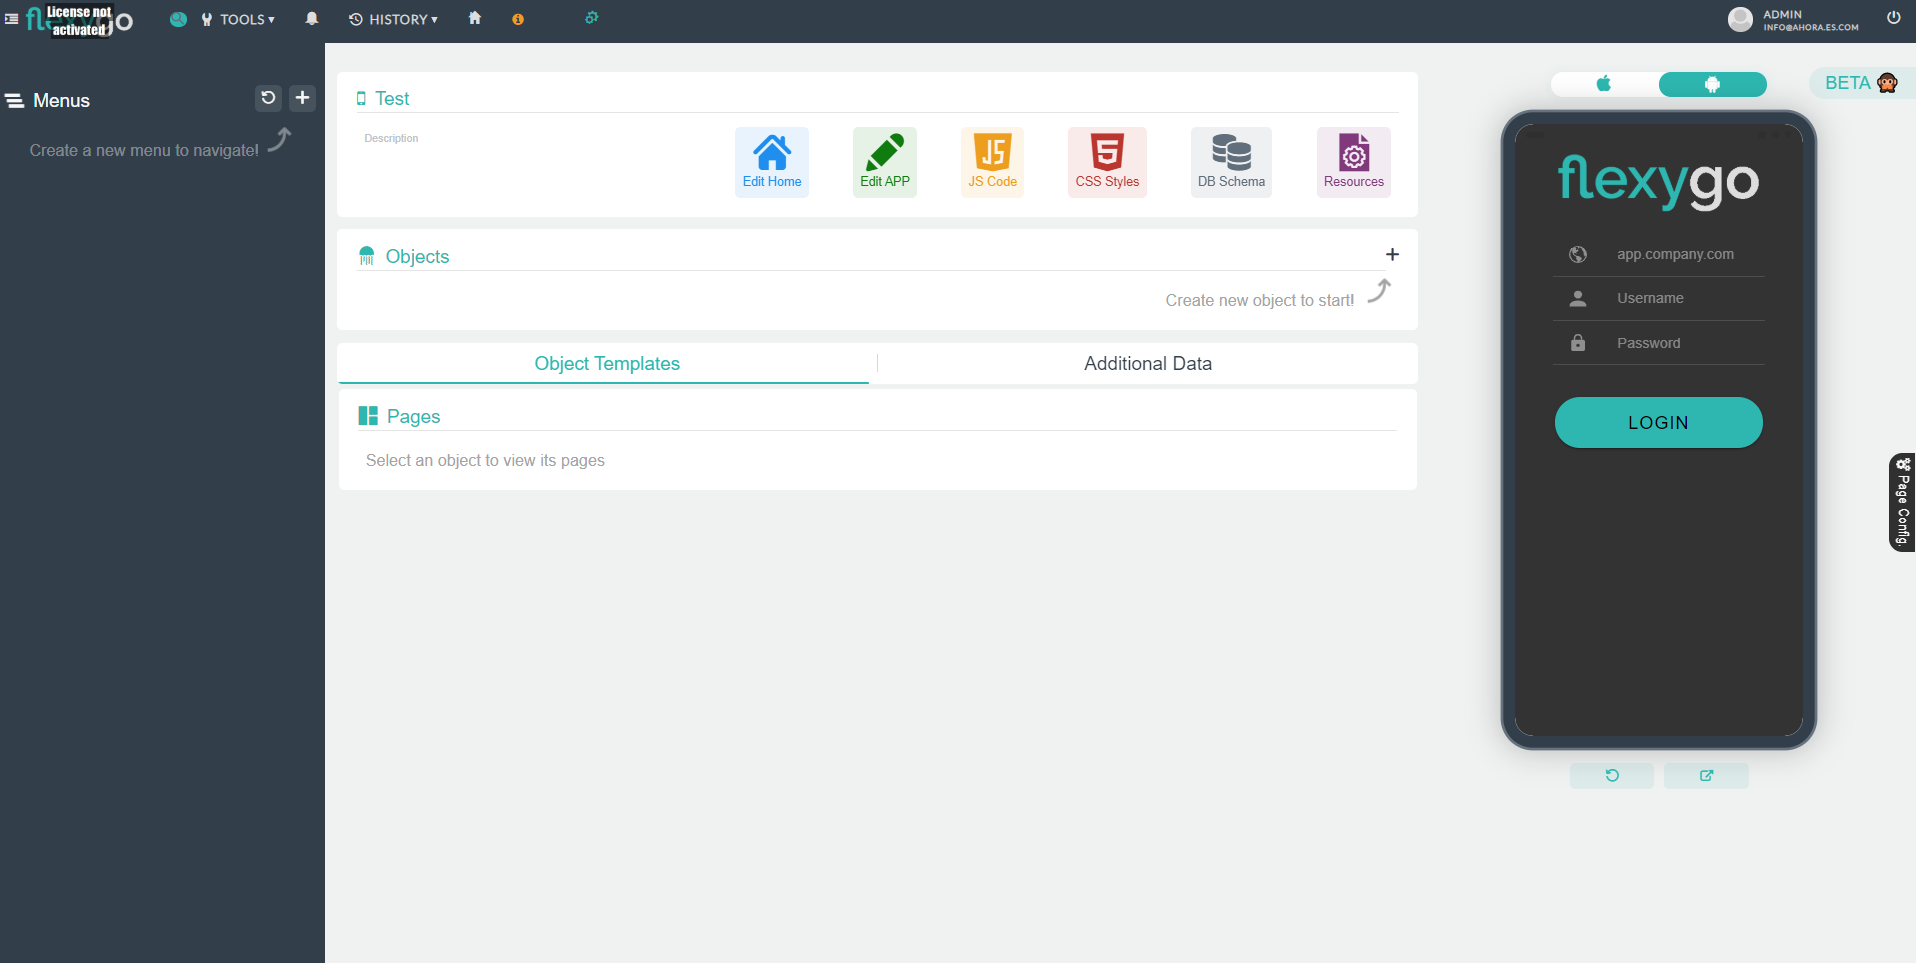 flexygo
License not
activated
TOOLS
HISTORY
ADMIN
INFO@AHORA.ES.COM
Menus
Create a new menu to navigate!
Test
Description
Edit Home
Edit APP
JS
JS Code
CSS Styles
DB Schema
Resources
Objects
Create new object to start!
Object Templates
Additional Data
Pages
Select an object to view its pages
BETA
flexygo
app.company.com
Username
Password
LOGIN
Page Config.